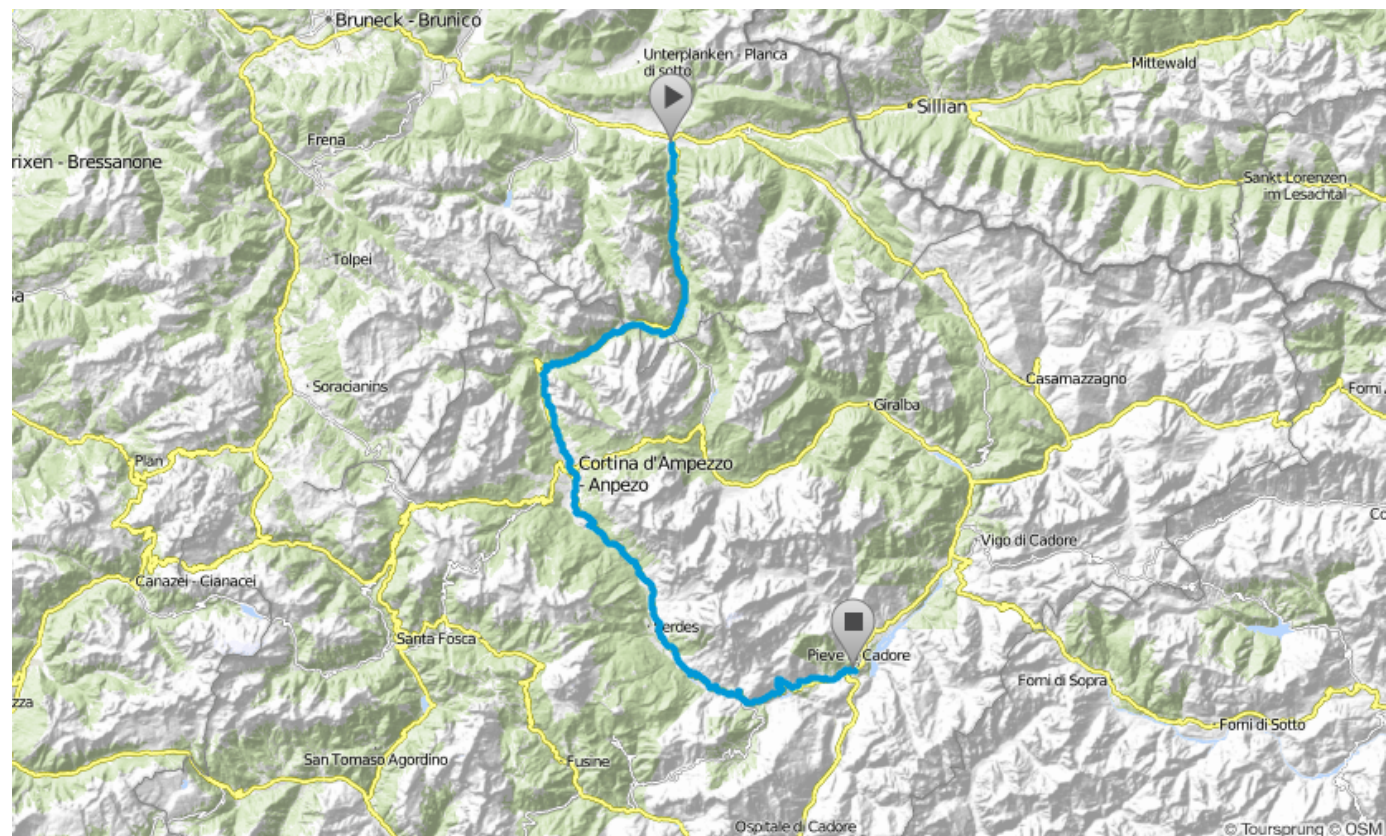 Bruneck - Brunico
Unterplanken - Planca
di sotto
Mittewald
Sillian
Frena
rixen - Bressanone
Sankt Lorenzen
im Lesachtal
Tolpei
Soracianins
Casamazzagno
Forni
Giralba
Plan
Cortina d'Ampezzo
- Anpezo
Vigo di Cadore
Canazei - Cianacei
Santa Fosca
Pieve Cadore
Forni di Sopra
zza
Forni di Sotto
San Tomaso Agordino
Fusine
Ospitale di Cadore
© Toursprung © OSM